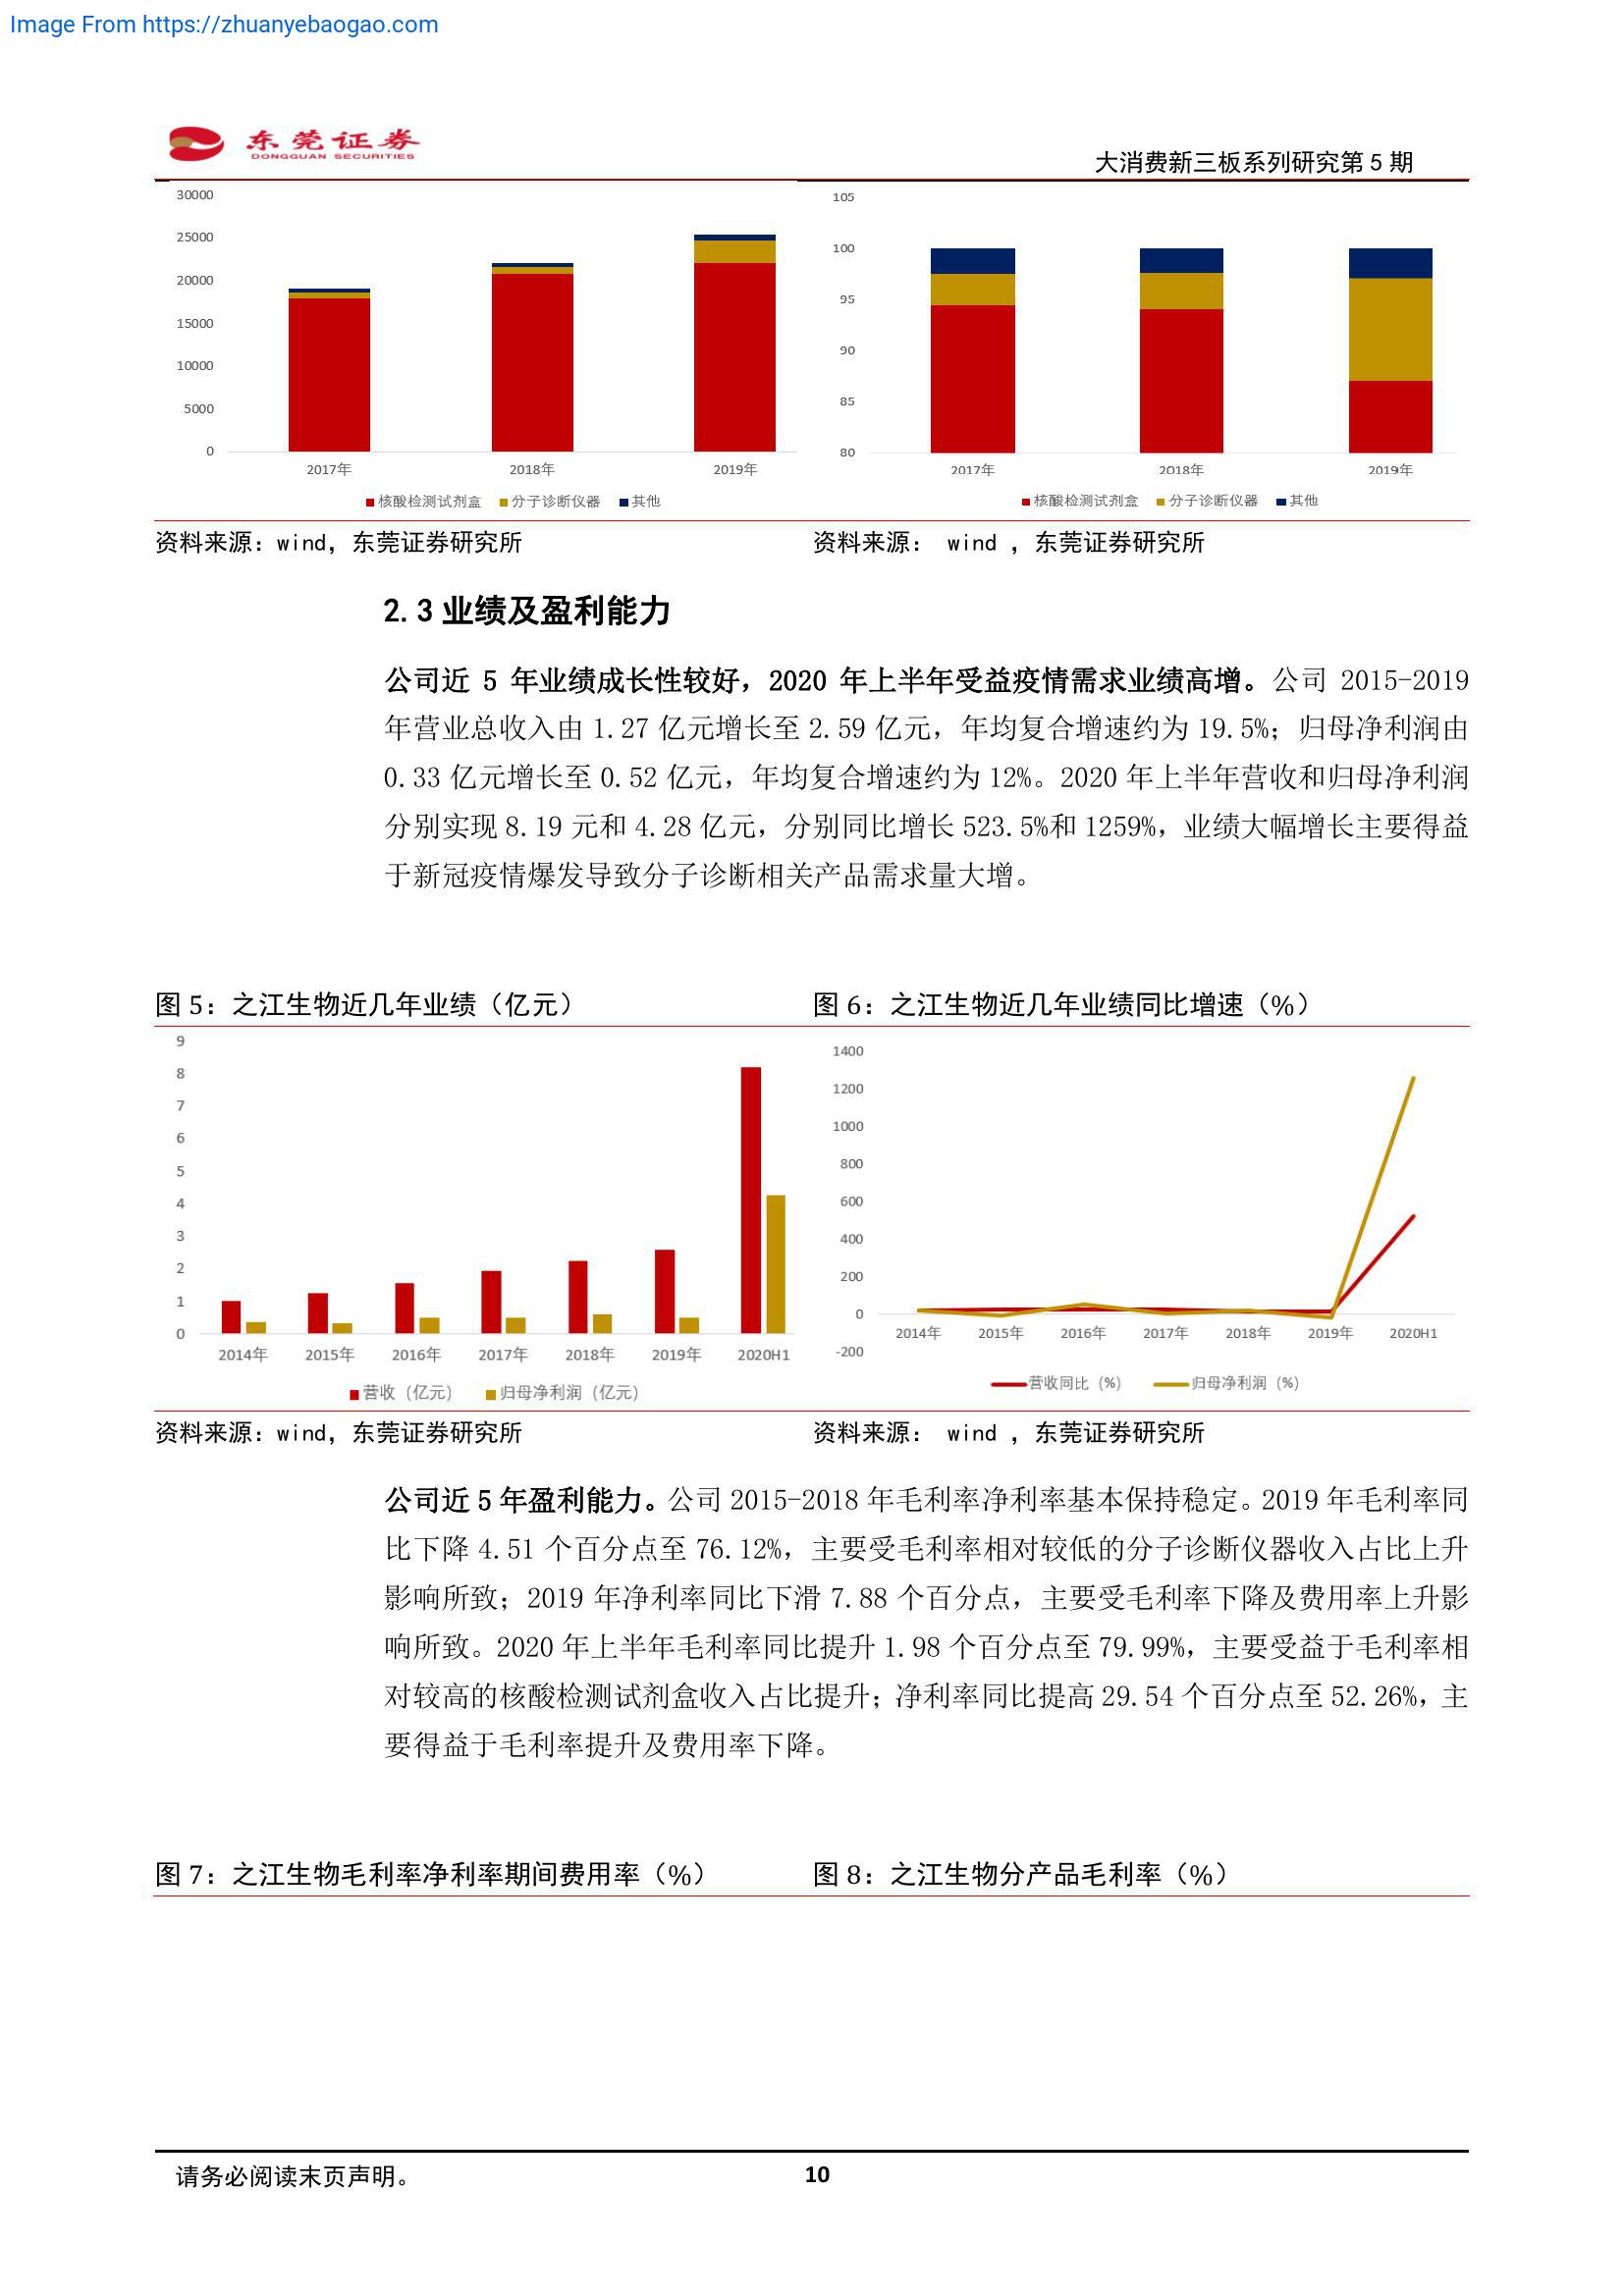 Image From https://zhuanyebaogao.com
东莞证券
DONGGUAN SECURITIES
大消费新三板系列研究第 5 期
30000
25000
20000
15000
10000
5000
0
2017年 2018年 2019年
核酸检测试剂盒 分子诊断仪器 其他
105
100
95
90
85
80
2017年 2018年 2019年
核酸检测试剂盒 分子诊断仪器 其他
资料来源：wind，东莞证券研究所
资料来源： wind ，东莞证券研究所
2.3 业绩及盈利能力
公司近 5 年业绩成长性较好，2020 年上半年受益疫情需求业绩高增。公司 2015-2019
年营业总收入由 1.27 亿元增长至 2.59 亿元，年均复合增速约为 19.5%；归母净利润由
0.33 亿元增长至 0.52 亿元，年均复合增速约为 12%。2020 年上半年营收和归母净利润
分别实现 8.19 元和 4.28 亿元，分别同比增长 523.5%和 1259%，业绩大幅增长主要得益
于新冠疫情爆发导致分子诊断相关产品需求量大增。
图 5：之江生物近几年业绩（亿元）
图 6：之江生物近几年业绩同比增速（%）
9
8
7
6
5
4
3
2
1
0
2014年 2015年 2016年 2017年 2018年 2019年 2020H1
营收（亿元） 归母净利润（亿元）
1400
1200
1000
800
600
400
200
0
-200
2014年 2015年 2016年 2017年 2018年 2019年 2020H1
营收同比（%） 归母净利润（%）
资料来源：wind，东莞证券研究所
资料来源： wind ，东莞证券研究所
公司近 5 年盈利能力。公司 2015-2018 年毛利率净利率基本保持稳定。2019 年毛利率同
比下降 4.51 个百分点至 76.12%，主要受毛利率相对较低的分子诊断仪器收入占比上升
影响所致；2019 年净利率同比下滑 7.88 个百分点，主要受毛利率下降及费用率上升影
响所致。2020 年上半年毛利率同比提升 1.98 个百分点至 79.99%，主要受益于毛利率相
对较高的核酸检测试剂盒收入占比提升；净利率同比提高 29.54 个百分点至 52.26%，主
要得益于毛利率提升及费用率下降。
图 7：之江生物毛利率净利率期间费用率（%）
图 8：之江生物分产品毛利率（%）
请务必阅读末页声明。
10